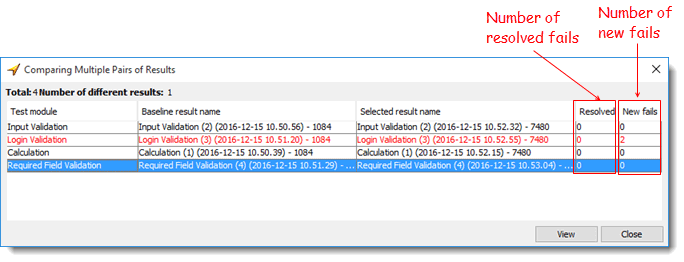 Number of
resolved fails
Number of
new fails
Comparing Multiple Pairs of Results
Total: 4 Number of different results: 1
Test module Baseline result name Selected result name Resolved New fails
Input Validation Input Validation (2) (2016-12-15 10.50.56) - 1084 Input Validation (2) (2016-12-15 10.52.32) - 7480 0 0
Login Validation Login Validation (3) (2016-12-15 10.51.20) - 1084 Login Validation (3) (2016-12-15 10.52.55) - 7480 0 2
Calculation Calculation (1) (2016-12-15 10.50.39) - 1084 Calculation (1) (2016-12-15 10.52.15) - 7480 0 0
Required Field Validation Required Field Validation (4) (2016-12-15 10.51.29) - ... Required Field Validation (4) (2016-12-15 10.53.04) - ... 0 0
View Close